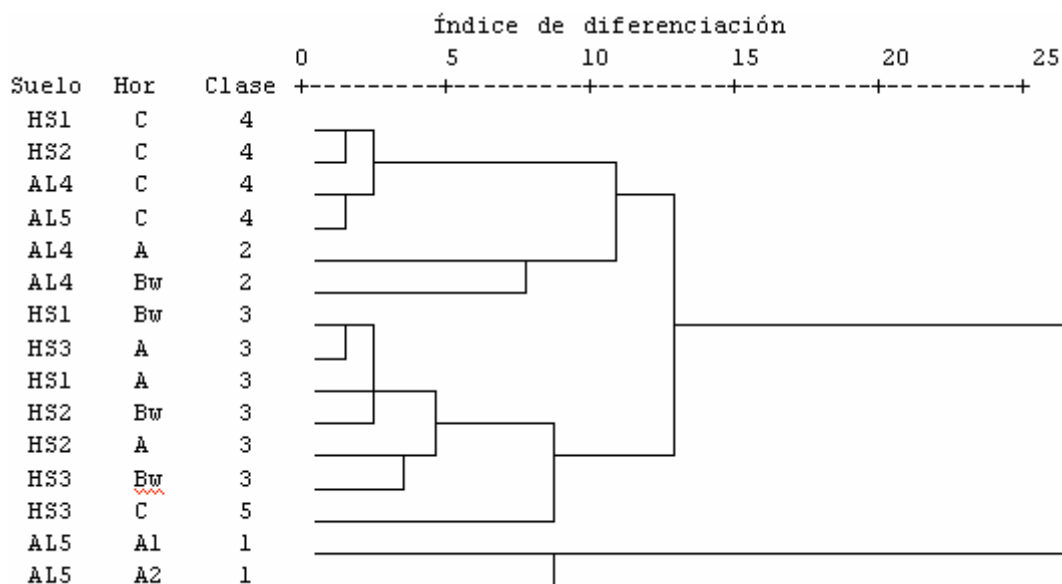 Índice de diferenciación
0 5 10 15 20 25
Suelo Hor Clase +---------+---------+---------+---------+---------+
HS1 C 4
HS2 C 4
AL4 C 4
AL5 C 4
AL4 A 2
AL4 Bw 2
HS1 Bw 3
HS3 A 3
HS1 A 3
HS2 Bw 3
HS2 A 3
HS3 Bw 3
HS3 C 5
AL5 A1 1
AL5 A2 1